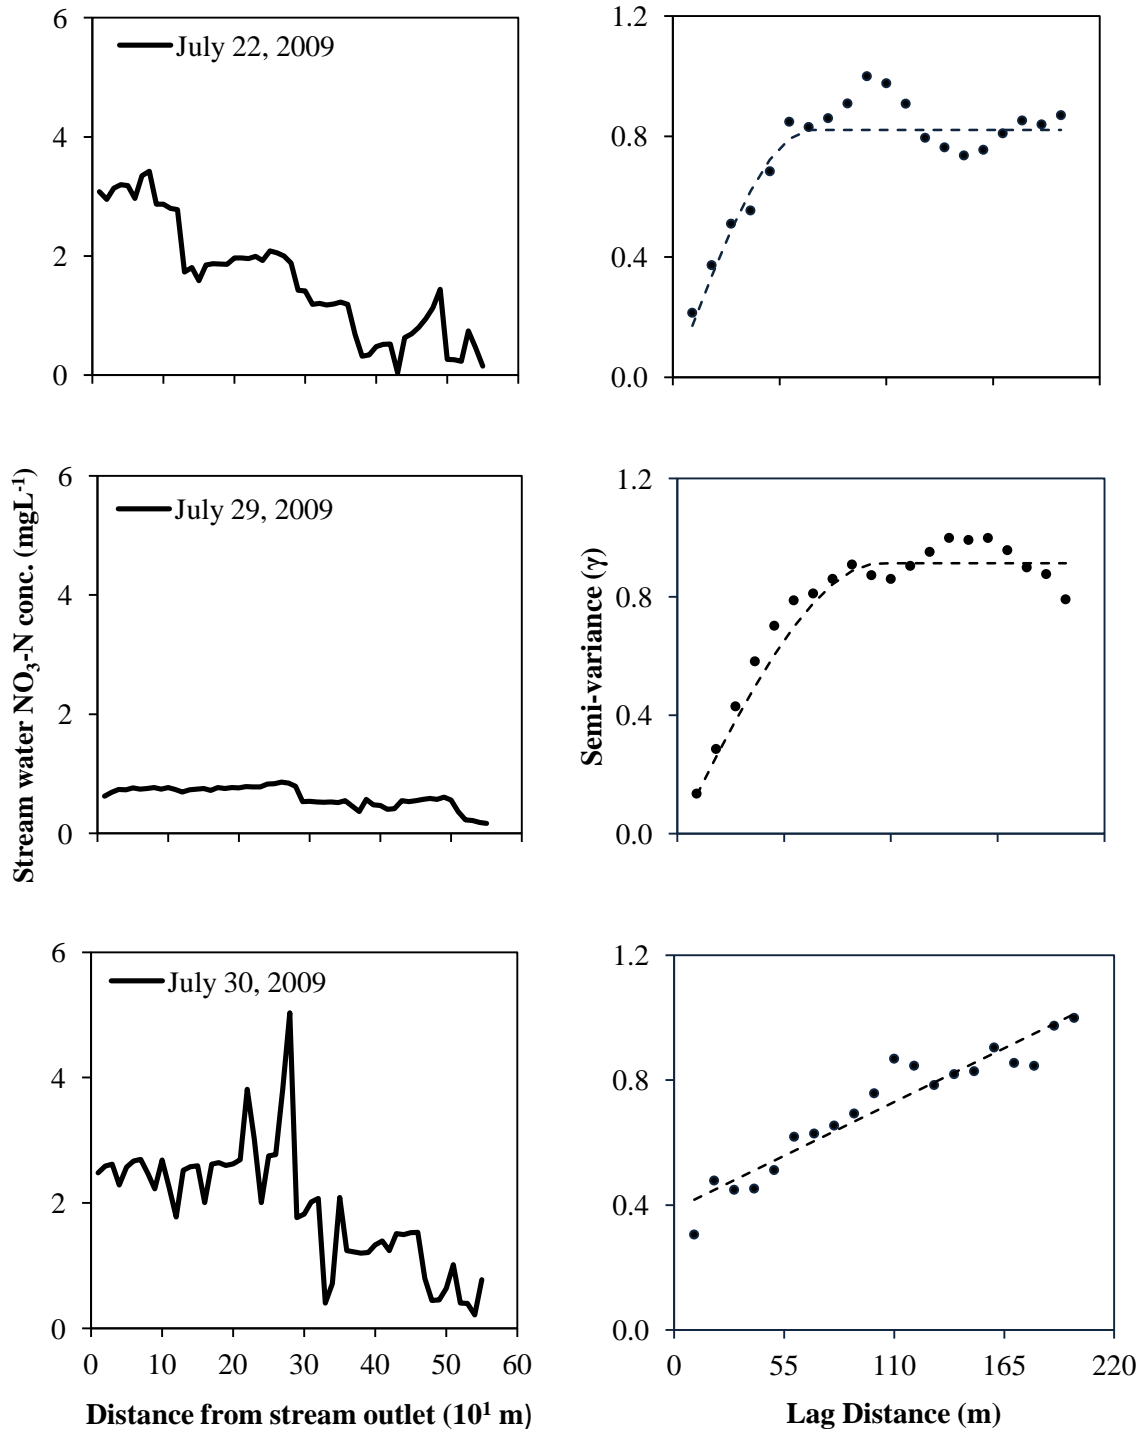 6
4
2
0
July 22, 2009
1.2
0.8
0.4
0.0
Stream water NO₃-N conc. (mgL⁻¹)
6
4
2
0
July 29, 2009
Semi-variance (γ)
1.2
0.8
0.4
0.0
6
4
2
0
July 30, 2009
0 10 20 30 40 50 60
Distance from stream outlet (10¹ m)
1.2
0.8
0.4
0.0
0 55 110 165 220
Lag Distance (m)